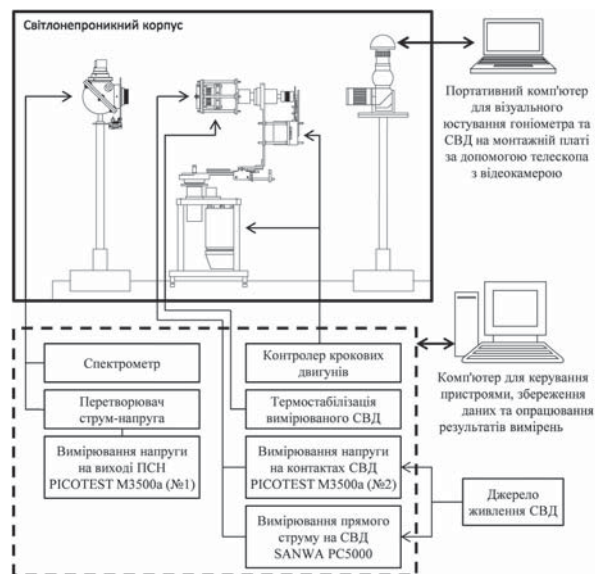 Світлонепроникний корпус
Портативний комп'ютер
для візуального
юстування гоніометра та
СВД на монтажній платі
за допомогою телескопа
з відеокамерою
Спектрометр
Перетворювач
струм-напруга
Вимірювання напруги
на виході ПСН
PICOTEST M3500a (№1)
Контролер крокових
двигунів
Термостабілізація
вимірюваного СВД
Вимірювання напруги
на контактах СВД
PICOTEST M3500a (№2)
Вимірювання прямого
струму на СВД
SANWA PC5000
Комп'ютер для керування
пристроями, збереження
даних та опрацювання
результатів вимірень
Джерело
живлення СВД